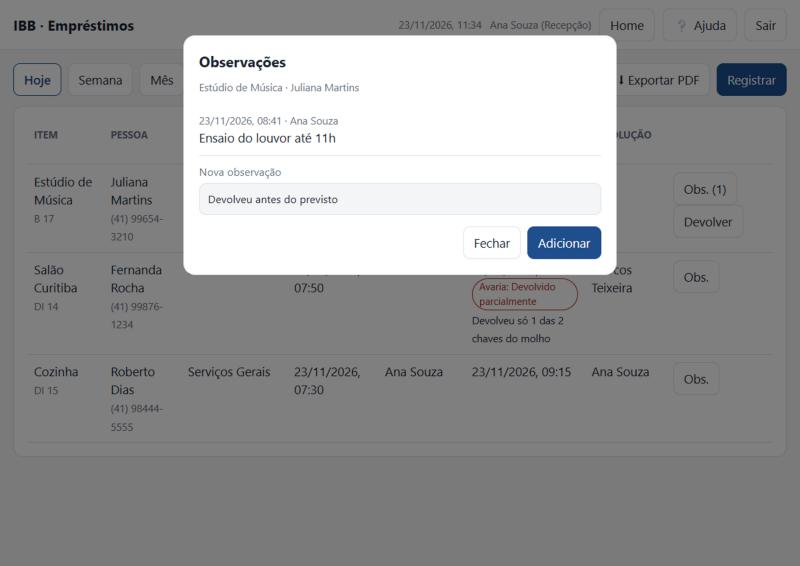 IBB · Empréstimos
23/11/2026, 11:34 Ana Souza (Recepção) Home ❔ Ajuda Sair
Hoje Semana Mês ⬇ Exportar PDF Registrar
Observações
Estúdio de Música · Juliana Martins
23/11/2026, 08:41 · Ana Souza
Ensaio do louvor até 11h
Nova observação
Devolveu antes do previsto
Fechar Adicionar
ITEM PESSOA
Estúdio de Música
B 17
Juliana Martins
(41) 99654-
3210
Obs. (1)
Devolver
Salão
Curitiba
DI 14
Fernanda
Rocha
(41) 99876-
1234
07:50
Avaria: Devolvido
parcialmente
Devolveu só 1 das 2
chaves do molho
Teixeira
Obs.
Cozinha
DI 15
Roberto
Dias
(41) 98444-
5555
Serviços Gerais
23/11/2026,
07:30
Ana Souza
23/11/2026, 09:15
Ana Souza
Obs.